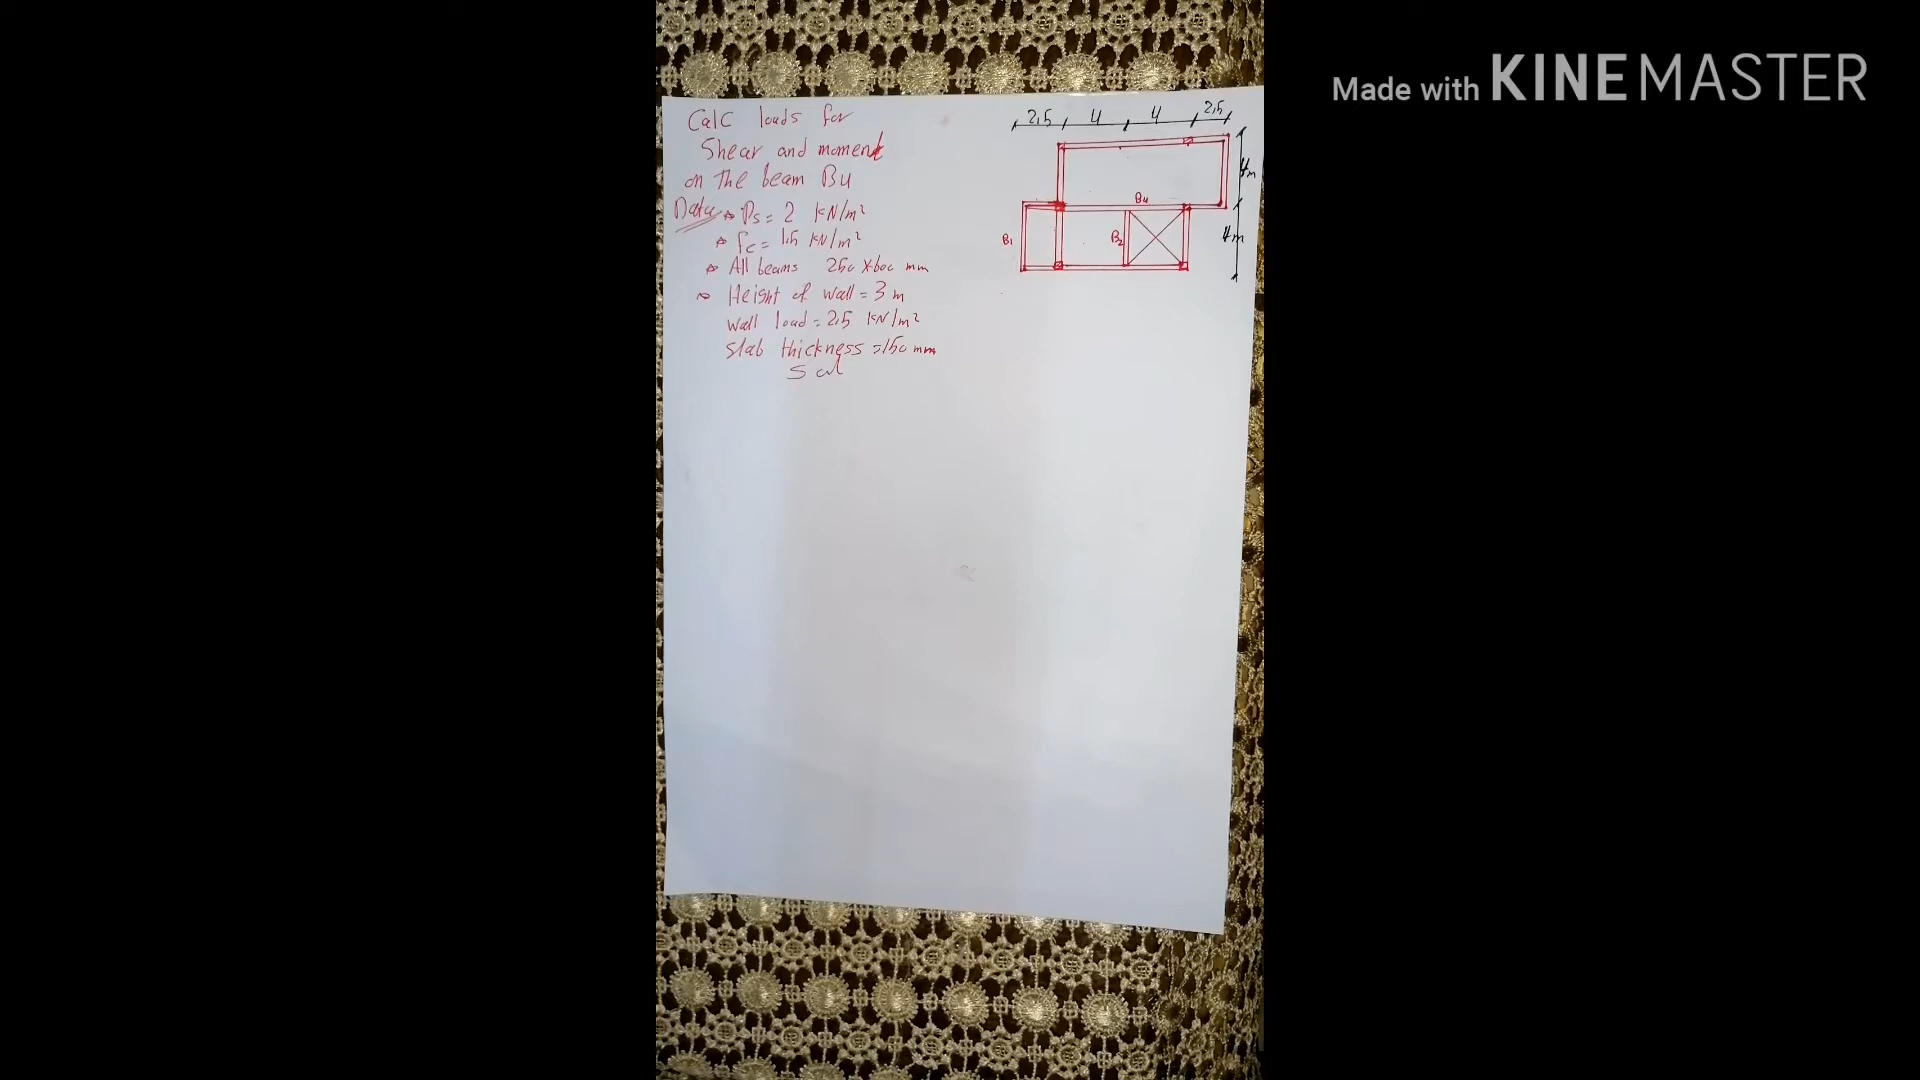 Made with KINEMASTER
Calc loads for
Shear and moment
on the beam B4
Data Ps = 2 kN/m²
fc = 1.5 kN/m²
All beams 250 x 600 mm
Height of wall = 3 m
wall load = 2.5 kN/m²
slab thickness = 150 mm
Sol
2,5 4 4 2,5
4m
B4
B1 B2 4m